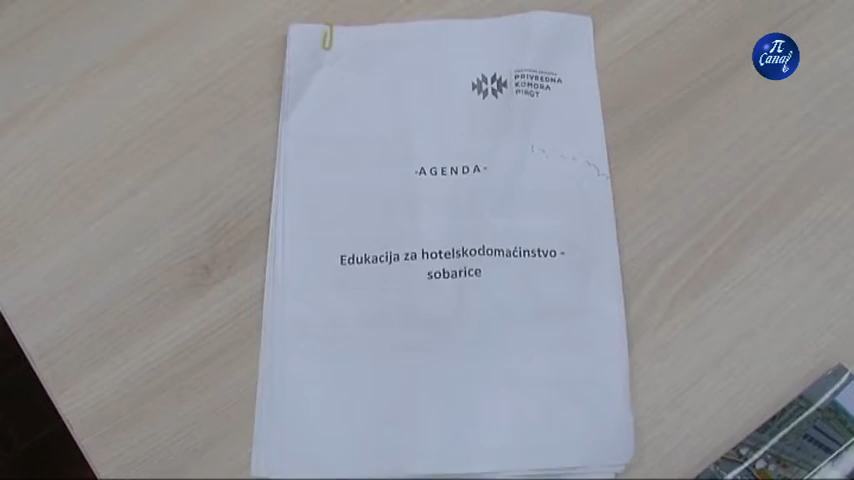 π
Canal
PRIVREDNA
KOMORA
PIROT
-AGENDA-
Edukacija za hotelskodomaćinstvo -
sobarice